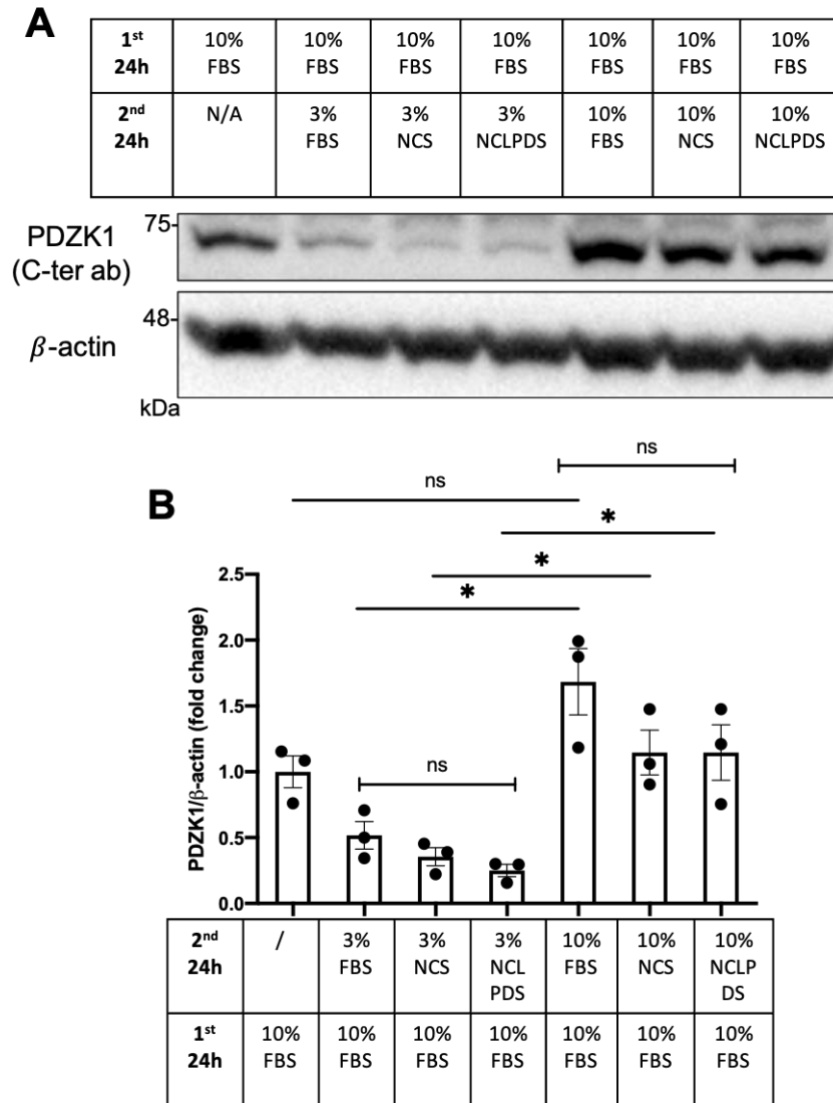 A
1st 24h 10% FBS 10% FBS 10% FBS 10% FBS 10% FBS 10% FBS 10% FBS
2nd 24h N/A 3% FBS 3% NCS 3% NCLPDS 10% FBS 10% NCS 10% NCLPDS
75-
PDZK1
(C-ter ab)
48-
β-actin
kDa
ns
B
ns
*
*
*
2.5
2.0
1.5
1.0
0.5
0.0
PDZK1/β-actin (fold change)
ns
2nd 24h / 3% FBS 3% NCS 3% NCL PDS 10% FBS 10% NCS 10% NCLP DS
1st 24h 10% FBS 10% FBS 10% FBS 10% FBS 10% FBS 10% FBS 10% FBS